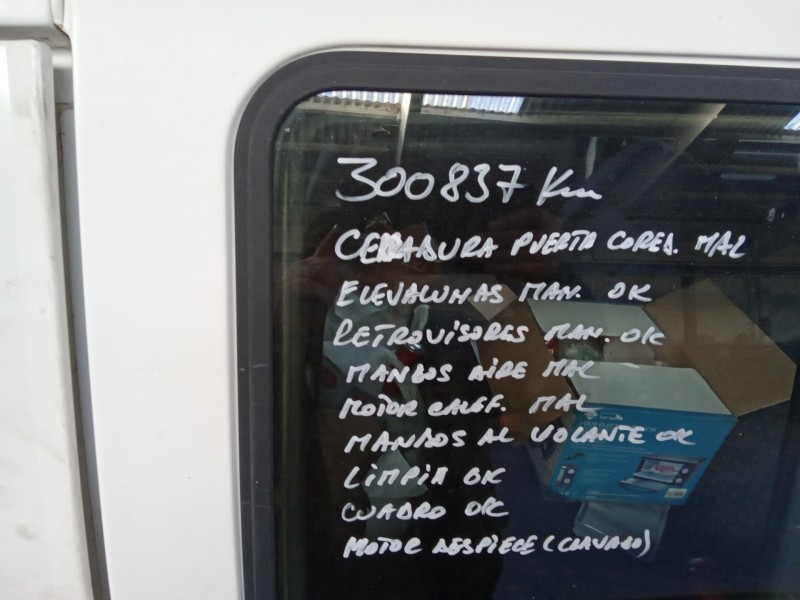 300837 Km
CERRADURA PUERTA CORED. MAL
ELEVALUNAS MAN. OK
RETROVISORES MAN. OK
MANDOS AIRE MAL
MOTOR CALEF. MAL
MANDOS AL VOLANTE OK
LIMPIA OK
CUADRO OK
MOTOR DESPIECE (CLAVADO)